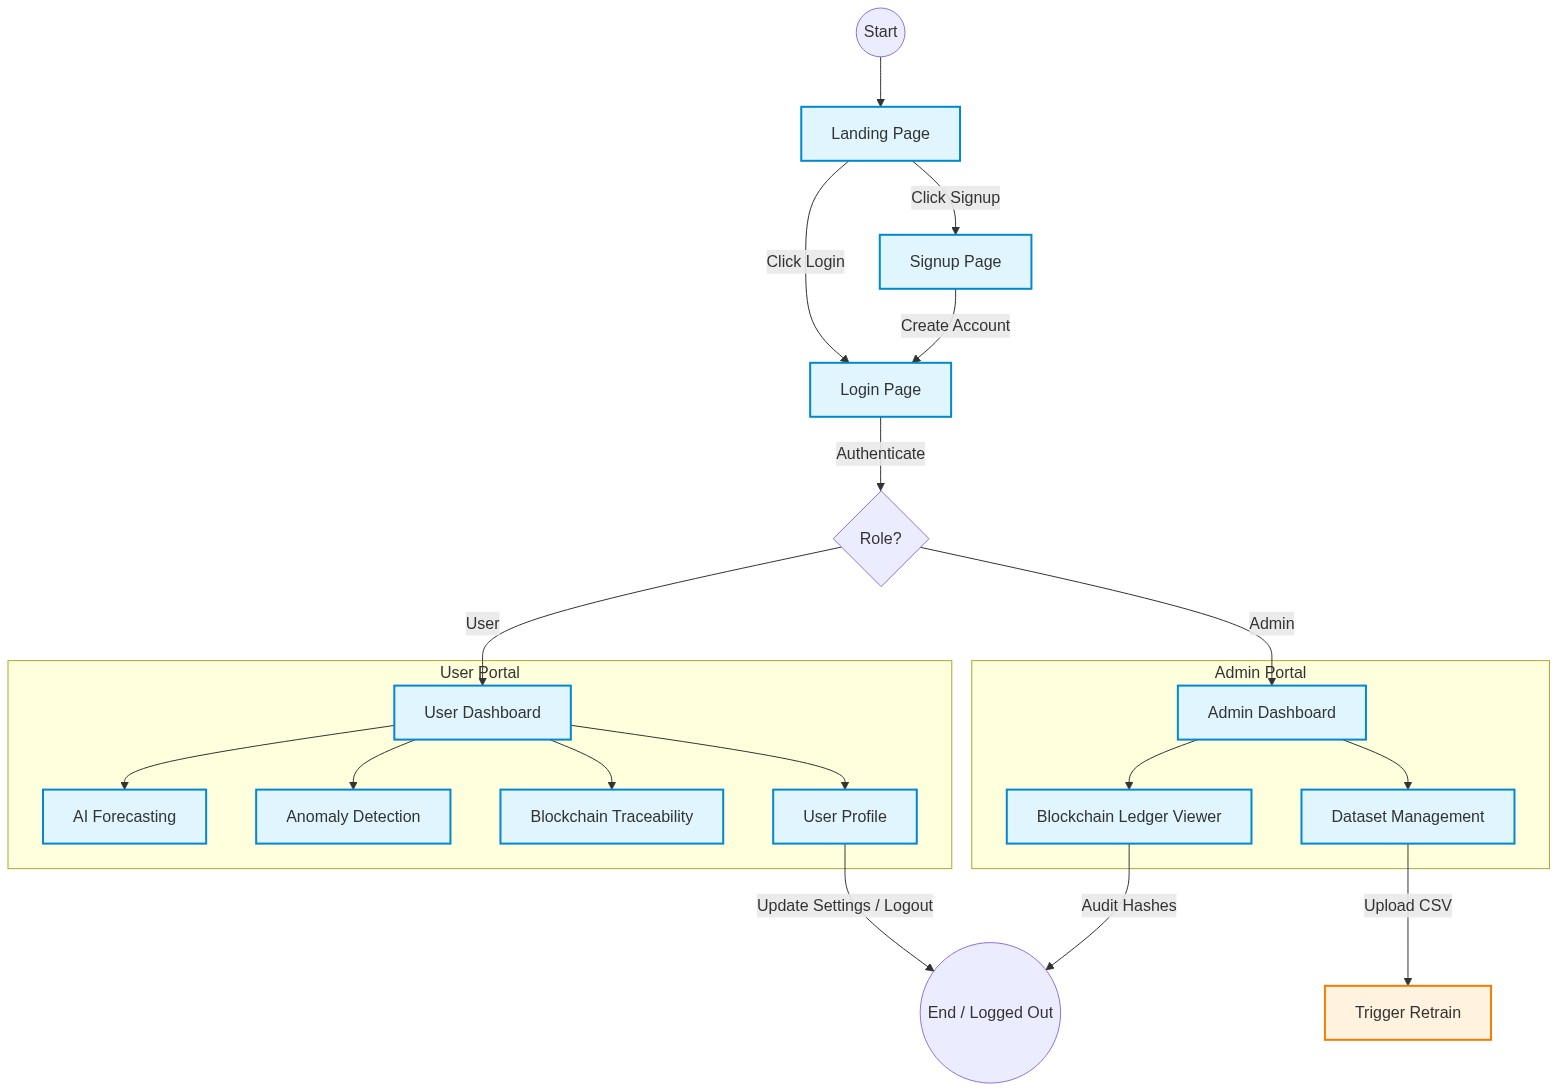 Start
Landing Page
Click Signup
Click Login
Signup Page
Create Account
Login Page
Authenticate
Role?
User
Admin
User Portal
Admin Portal
User Dashboard
Admin Dashboard
AI Forecasting
Anomaly Detection
Blockchain Traceability
User Profile
Blockchain Ledger Viewer
Dataset Management
Update Settings / Logout
Audit Hashes
Upload CSV
End / Logged Out
Trigger Retrain